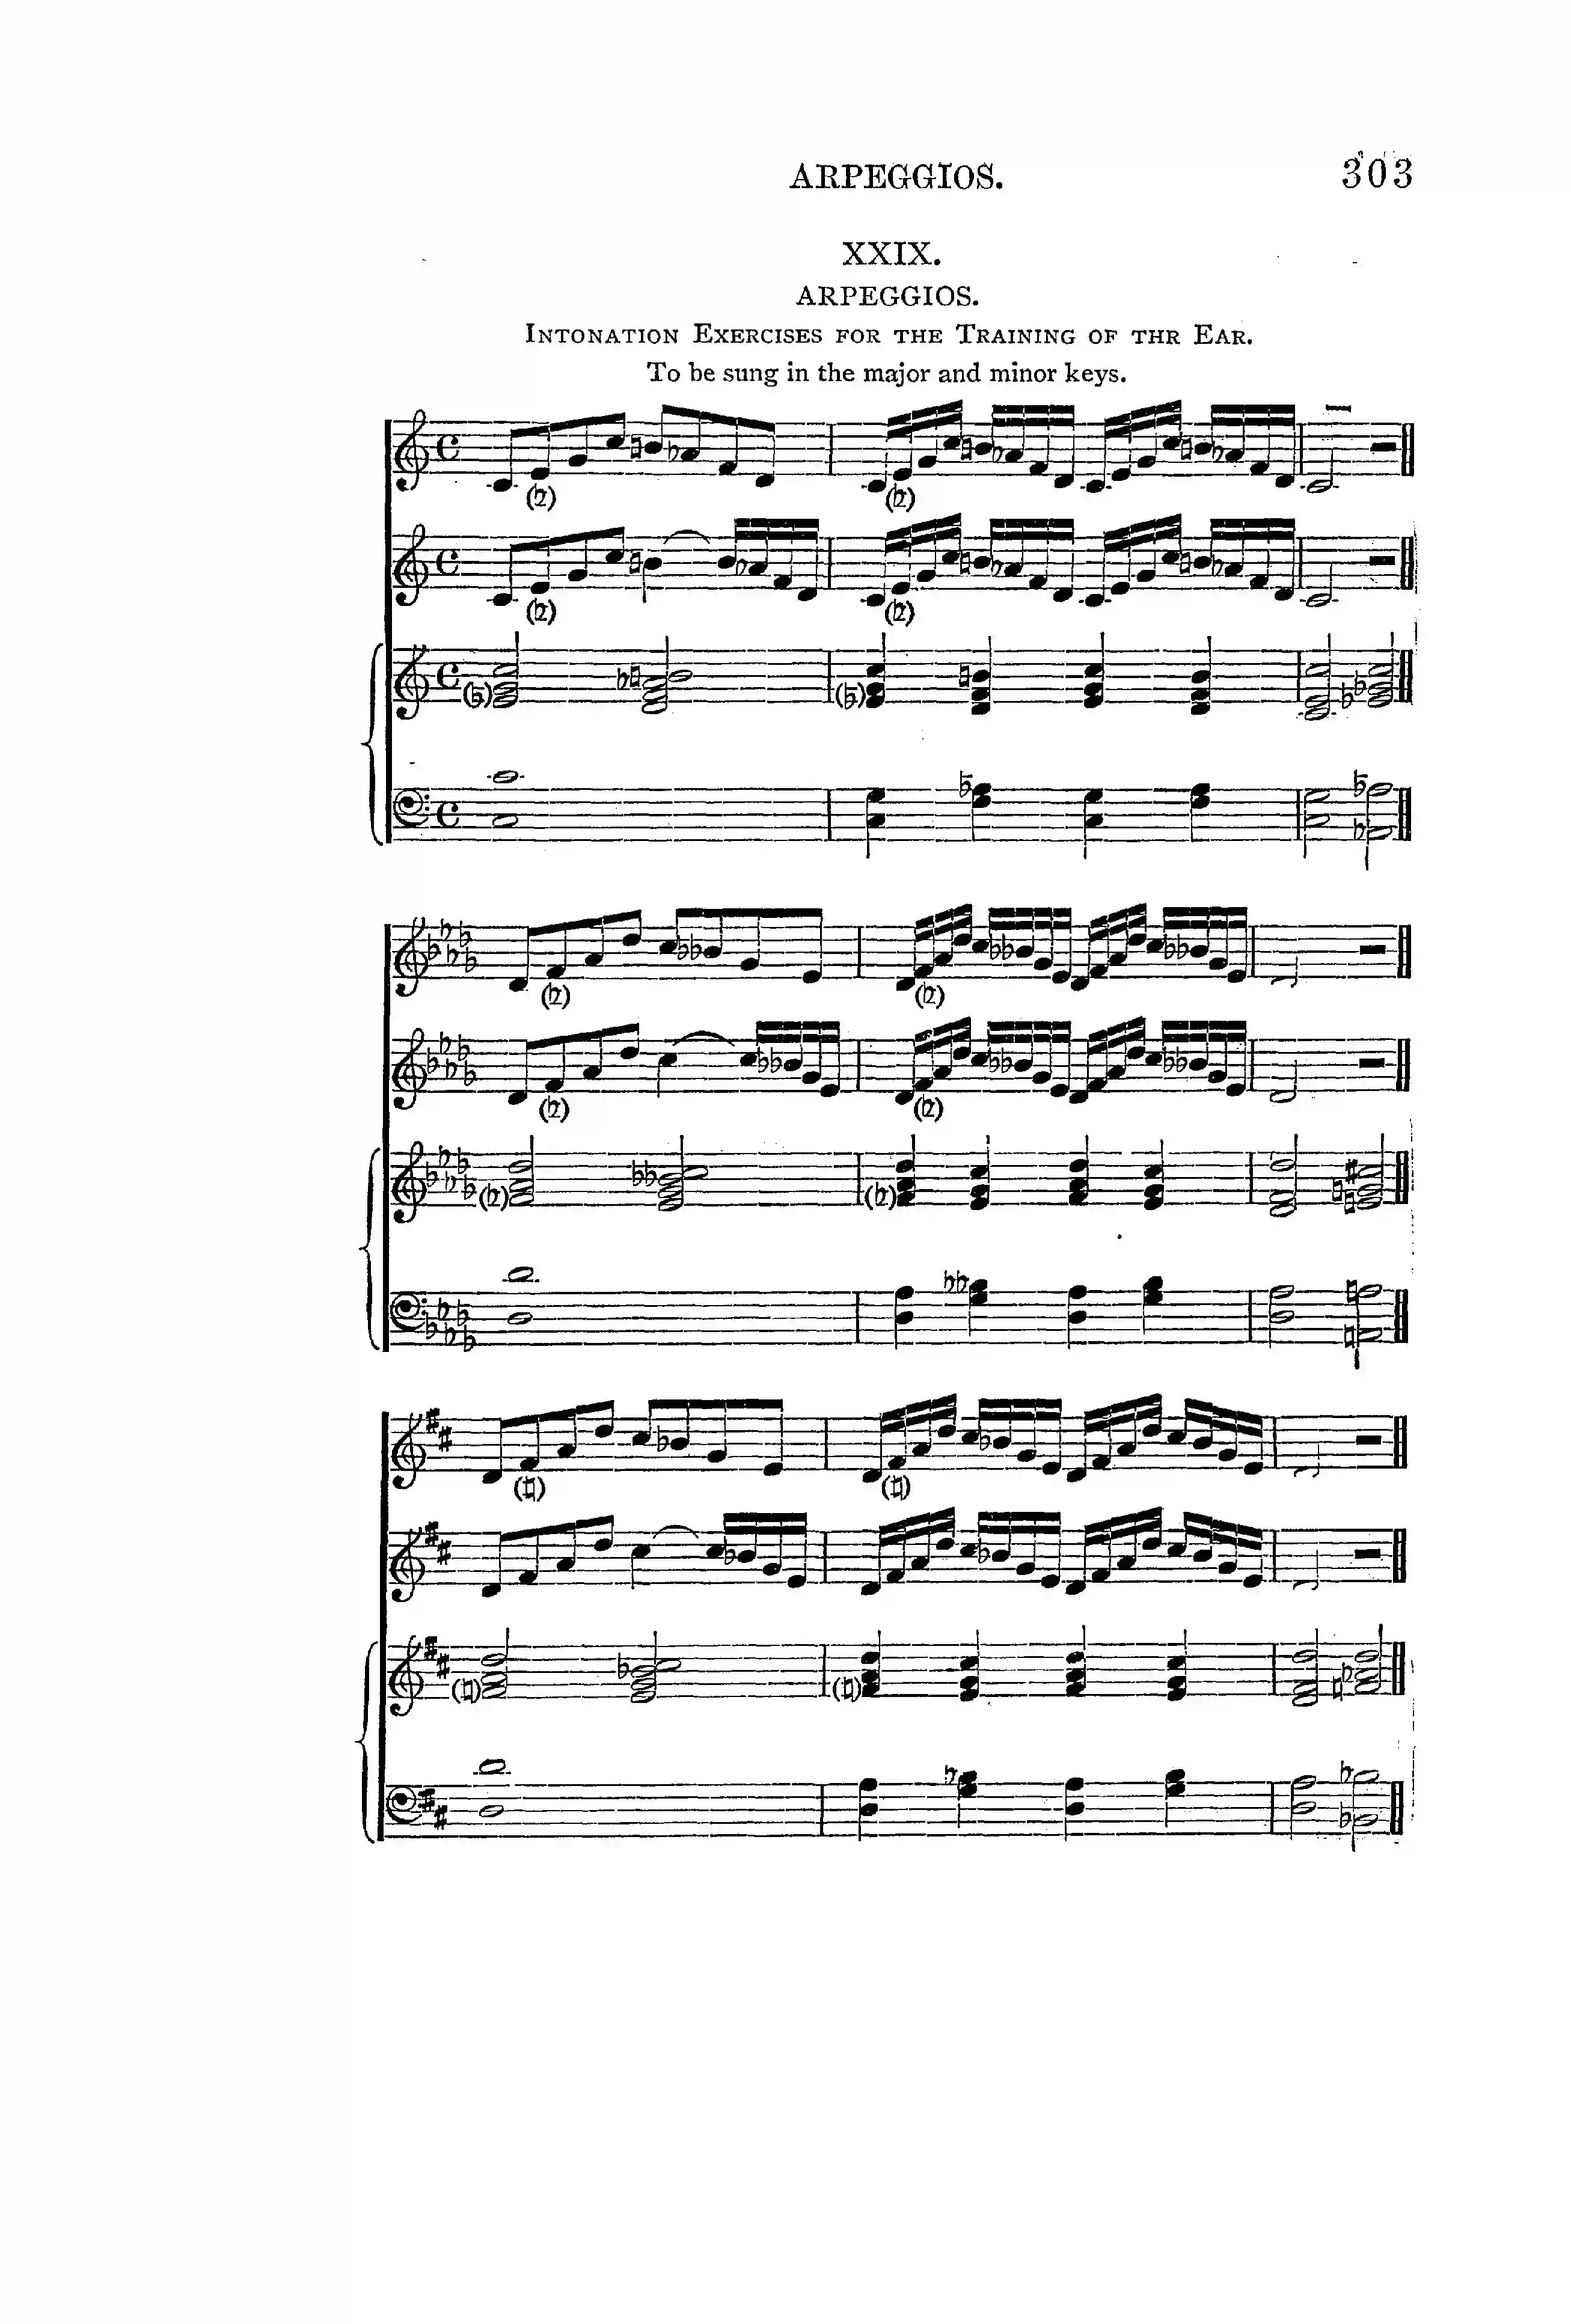 ARPEGGIOS. 303
XXIX.
ARPEGGIOS.
INTONATION EXERCISES FOR THE TRAINING OF THR EAR.
To be sung in the major and minor keys.